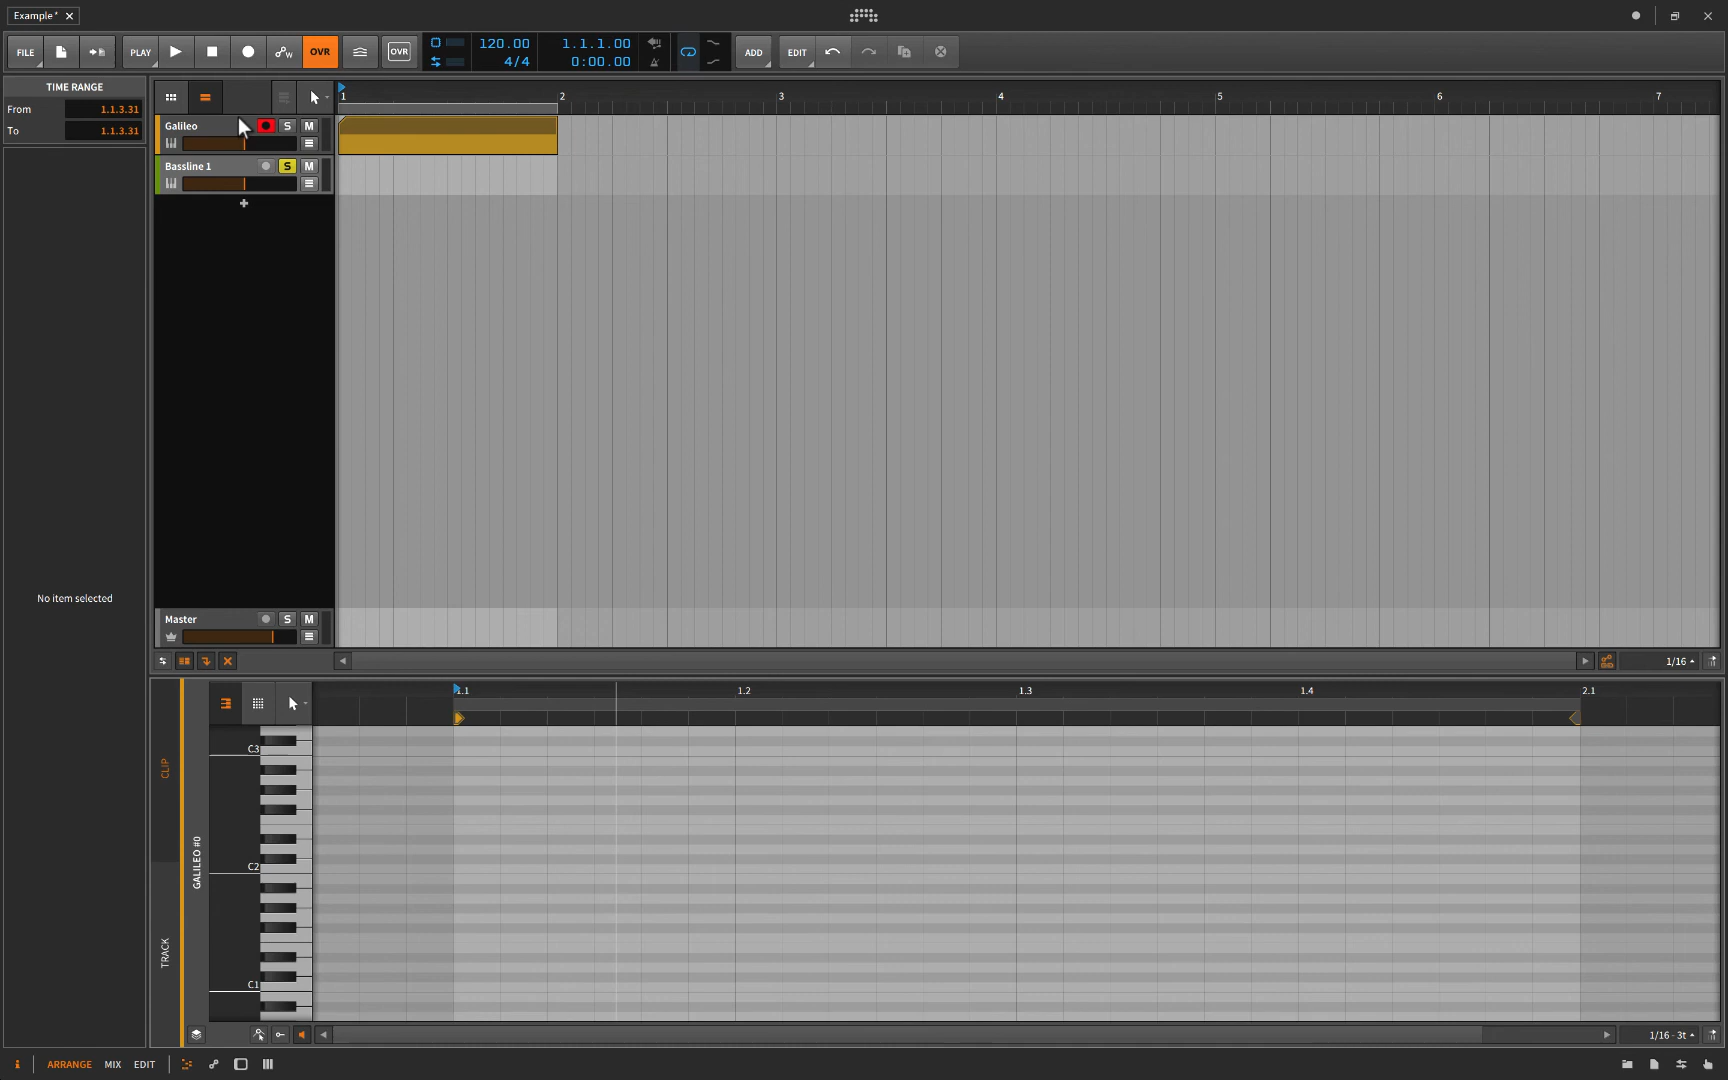 Example*
FILE
PLAY
OVR
OVR
120.00
4/4
1.1.1.00
0:00.00
ADD
EDIT
TIME RANGE
From 1.1.3.31
To 1.1.3.31
No item selected
1 2 3 4 5 6 7
Galileo S M
Bassline 1 S M
+
Master S M
1/16
1.1 1.2 1.3 1.4 2.1
CLIP
TRACK
GALILEO #0
C3
C2
C1
1/16 - 3t
i ARRANGE MIX EDIT